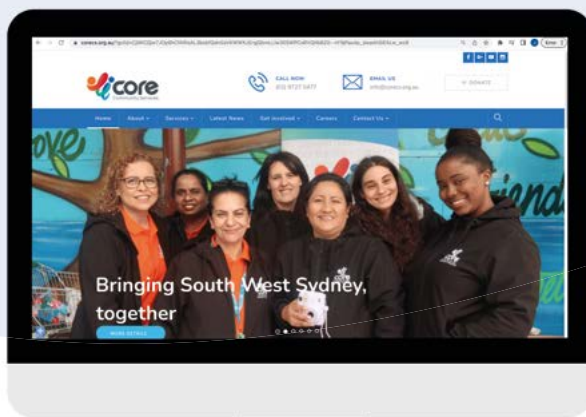 core
Community Services
CALL NOW
(02) 9727 0477
EMAIL US
info@corecs.org.au
DONATE
Home About Services Latest News Get Involved Careers Contact Us
Bringing South West Sydney,
together
MORE DETAILS